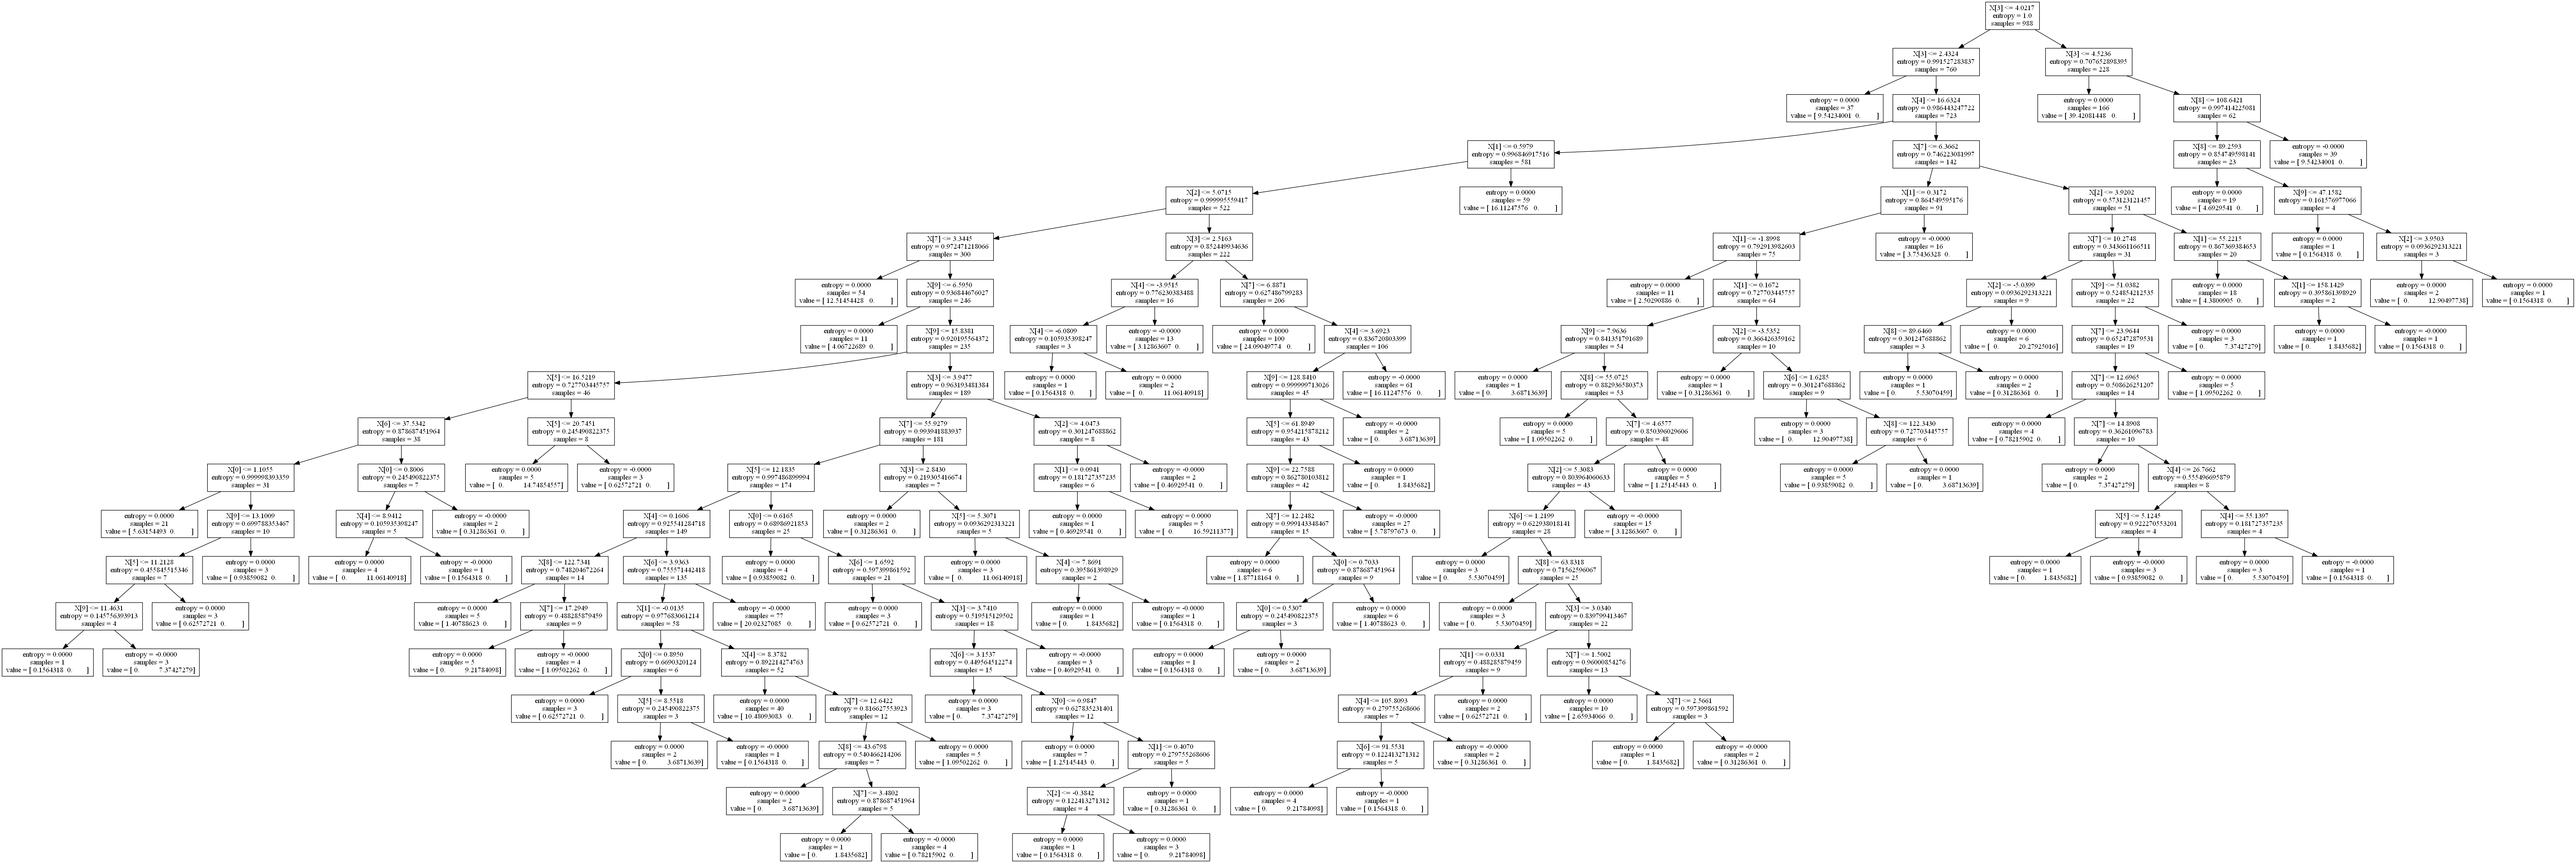 X[3] <= 4.0217
entropy = 1.0
samples = 988
X[3] <= 2.4324
entropy = 0.991527283837
samples = 760
X[3] <= 4.5236
entropy = 0.707652898395
samples = 228
entropy = 0.0000
samples = 37
value = [ 9.54234001 0. ]
X[4] <= 16.6324
entropy = 0.986443247722
samples = 723
entropy = 0.0000
samples = 166
value = [ 39.42081448 0. ]
X[8] <= 108.6421
entropy = 0.997414225081
samples = 62
X[1] <= 0.5979
entropy = 0.996846917516
samples = 581
X[7] <= 6.3662
entropy = 0.746223081997
samples = 142
X[8] <= 89.2593
entropy = 0.854749598141
samples = 23
entropy = -0.0000
samples = 39
value = [ 9.54234001 0. ]
X[2] <= 5.0715
entropy = 0.999995559417
samples = 522
entropy = 0.0000
samples = 59
value = [ 16.11247576 0. ]
X[1] <= 0.3172
entropy = 0.864549595176
samples = 91
X[2] <= 3.9202
entropy = 0.573123121457
samples = 51
entropy = 0.0000
samples = 19
value = [ 4.6929541 0. ]
X[9] <= 47.1582
entropy = 0.161576977066
samples = 4
X[7] <= 3.3445
entropy = 0.972471218066
samples = 300
X[3] <= 2.5163
entropy = 0.852449934636
samples = 222
X[1] <= -1.8998
entropy = 0.792913982603
samples = 75
entropy = -0.0000
samples = 16
value = [ 3.75436328 0. ]
X[7] <= 10.2748
entropy = 0.343661166511
samples = 31
X[1] <= 55.2215
entropy = 0.867369384653
samples = 20
entropy = 0.0000
samples = 1
value = [ 0.1564318 0. ]
X[2] <= 3.9503
entropy = 0.0936292313221
samples = 3
entropy = 0.0000
samples = 54
value = [ 12.51454428 0. ]
X[9] <= 6.5950
entropy = 0.936844676027
samples = 246
X[4] <= -3.9515
entropy = 0.776230383488
samples = 16
X[7] <= 6.8871
entropy = 0.627486799283
samples = 206
entropy = 0.0000
samples = 11
value = [ 2.50290886 0. ]
X[1] <= 0.1672
entropy = 0.727703445757
samples = 64
X[2] <= -5.0399
entropy = 0.0936292313221
samples = 9
X[9] <= 51.0382
entropy = 0.524854212535
samples = 22
entropy = 0.0000
samples = 18
value = [ 4.3800905 0. ]
X[1] <= 158.1429
entropy = 0.395861398929
samples = 2
entropy = 0.0000
samples = 2
value = [ 0. 12.90497738]
entropy = 0.0000
samples = 1
value = [ 0.1564318 0. ]
entropy = 0.0000
samples = 11
value = [ 4.06722689 0. ]
X[9] <= 15.8381
entropy = 0.920195564372
samples = 235
X[4] <= -6.0809
entropy = 0.105935398247
samples = 3
entropy = -0.0000
samples = 13
value = [ 3.12863607 0. ]
entropy = 0.0000
samples = 100
value = [ 24.09049774 0. ]
X[4] <= 3.6923
entropy = 0.836720803399
samples = 106
X[9] <= 7.9636
entropy = 0.841351791689
samples = 54
X[2] <= -3.5352
entropy = 0.366426359162
samples = 10
X[8] <= 89.6460
entropy = 0.301247688862
samples = 3
entropy = 0.0000
samples = 6
value = [ 0. 20.27925016]
X[7] <= 23.9644
entropy = 0.652472879531
samples = 19
entropy = 0.0000
samples = 3
value = [ 0. 7.37427279]
entropy = 0.0000
samples = 1
value = [ 0. 1.8435682]
entropy = -0.0000
samples = 1
value = [ 0.1564318 0. ]
X[5] <= 16.5219
entropy = 0.727703445757
samples = 46
X[3] <= 3.9477
entropy = 0.963193481384
samples = 189
entropy = 0.0000
samples = 1
value = [ 0.1564318 0. ]
entropy = 0.0000
samples = 2
value = [ 0. 11.06140918]
X[9] <= 128.8410
entropy = 0.999999713026
samples = 45
entropy = -0.0000
samples = 61
value = [ 16.11247576 0. ]
entropy = 0.0000
samples = 1
value = [ 0. 3.68713639]
X[8] <= 55.0725
entropy = 0.882936580373
samples = 53
entropy = 0.0000
samples = 1
value = [ 0.31286361 0. ]
X[6] <= 1.6285
entropy = 0.301247688862
samples = 9
entropy = 0.0000
samples = 1
value = [ 0. 5.53070459]
entropy = -0.0000
samples = 2
value = [ 0.31286361 0. ]
X[7] <= 12.6965
entropy = 0.508626251207
samples = 14
entropy = 0.0000
samples = 5
value = [ 1.09502262 0. ]
X[6] <= 37.5342
entropy = 0.878687451964
samples = 38
X[5] <= 20.7451
entropy = 0.245490822375
samples = 8
X[7] <= 55.9279
entropy = 0.993941883937
samples = 181
X[2] <= 4.0473
entropy = 0.301247688862
samples = 8
X[5] <= 61.8949
entropy = 0.954215878212
samples = 43
entropy = -0.0000
samples = 2
value = [ 0. 3.68713639]
entropy = 0.0000
samples = 5
value = [ 1.09502262 0. ]
X[7] <= 4.6577
entropy = 0.850396029606
samples = 48
entropy = 0.0000
samples = 3
value = [ 0. 12.90497738]
X[8] <= 122.3430
entropy = 0.727703445757
samples = 6
entropy = 0.0000
samples = 4
value = [ 0.78215902 0. ]
X[7] <= 14.8908
entropy = 0.36261096783
samples = 10
X[0] <= 1.1055
entropy = 0.999998393359
samples = 31
X[0] <= 0.8006
entropy = 0.245490822375
samples = 7
entropy = 0.0000
samples = 5
value = [ 0. 14.74854557]
entropy = -0.0000
samples = 3
value = [ 0.62572721 0. ]
X[5] <= 12.1835
entropy = 0.997486899994
samples = 174
X[3] <= 2.8430
entropy = 0.219305416674
samples = 7
X[1] <= 0.0941
entropy = 0.181727357235
samples = 6
entropy = -0.0000
samples = 2
value = [ 0.46929541 0. ]
X[9] <= 22.7588
entropy = 0.862780103812
samples = 42
entropy = 0.0000
samples = 1
value = [ 0. 1.8435682]
X[2] <= 5.3083
entropy = 0.803964060633
samples = 43
entropy = 0.0000
samples = 5
value = [ 1.25145443 0. ]
entropy = 0.0000
samples = 5
value = [ 0.93859082 0. ]
entropy = 0.0000
samples = 1
value = [ 0. 3.68713639]
entropy = 0.0000
samples = 2
value = [ 0. 7.37427279]
X[4] <= 26.7662
entropy = 0.555496695879
samples = 8
entropy = 0.0000
samples = 21
value = [ 5.63154493 0. ]
X[9] <= 13.1009
entropy = 0.699788353467
samples = 10
X[4] <= 8.9412
entropy = 0.105935398247
samples = 5
entropy = -0.0000
samples = 2
value = [ 0.31286361 0. ]
X[4] <= 0.1606
entropy = 0.925541284718
samples = 149
X[0] <= 0.6165
entropy = 0.68986921853
samples = 25
entropy = 0.0000
samples = 2
value = [ 0.31286361 0. ]
X[5] <= 5.3071
entropy = 0.0936292313221
samples = 5
entropy = 0.0000
samples = 1
value = [ 0.46929541 0. ]
entropy = 0.0000
samples = 5
value = [ 0. 16.59211377]
X[7] <= 12.2482
entropy = 0.999143348467
samples = 15
entropy = -0.0000
samples = 27
value = [ 5.78797673 0. ]
X[6] <= 1.2199
entropy = 0.622938018141
samples = 28
entropy = -0.0000
samples = 15
value = [ 3.12863607 0. ]
X[5] <= 5.1245
entropy = 0.922270553201
samples = 4
X[4] <= 55.1397
entropy = 0.181727357235
samples = 4
X[5] <= 11.2128
entropy = 0.455845515346
samples = 7
entropy = 0.0000
samples = 3
value = [ 0.93859082 0. ]
entropy = 0.0000
samples = 4
value = [ 0. 11.06140918]
entropy = -0.0000
samples = 1
value = [ 0.1564318 0. ]
X[8] <= 122.7341
entropy = 0.748204672264
samples = 14
X[6] <= 3.9363
entropy = 0.755571442418
samples = 135
entropy = 0.0000
samples = 4
value = [ 0.93859082 0. ]
X[6] <= 1.6592
entropy = 0.597399861592
samples = 21
entropy = 0.0000
samples = 3
value = [ 0. 11.06140918]
X[4] <= 7.8691
entropy = 0.395861398929
samples = 2
entropy = 0.0000
samples = 6
value = [ 1.87718164 0. ]
X[0] <= 0.7033
entropy = 0.878687451964
samples = 9
entropy = 0.0000
samples = 3
value = [ 0. 5.53070459]
X[8] <= 63.8318
entropy = 0.71562596067
samples = 25
entropy = 0.0000
samples = 1
value = [ 0. 1.8435682]
entropy = -0.0000
samples = 3
value = [ 0.93859082 0. ]
entropy = 0.0000
samples = 3
value = [ 0. 5.53070459]
entropy = -0.0000
samples = 1
value = [ 0.1564318 0. ]
X[9] <= 11.4631
entropy = 0.145756393913
samples = 4
entropy = 0.0000
samples = 3
value = [ 0.62572721 0. ]
entropy = 0.0000
samples = 5
value = [ 1.40788623 0. ]
X[7] <= 17.2949
entropy = 0.488285879459
samples = 9
X[1] <= -0.0135
entropy = 0.977683061214
samples = 58
entropy = -0.0000
samples = 77
value = [ 20.02327085 0. ]
entropy = 0.0000
samples = 3
value = [ 0.62572721 0. ]
X[3] <= 3.7410
entropy = 0.519515129502
samples = 18
entropy = 0.0000
samples = 1
value = [ 0. 1.8435682]
entropy = -0.0000
samples = 1
value = [ 0.1564318 0. ]
X[0] <= 0.5307
entropy = 0.245490822375
samples = 3
entropy = 0.0000
samples = 6
value = [ 1.40788623 0. ]
entropy = 0.0000
samples = 3
value = [ 0. 5.53070459]
X[3] <= 3.0340
entropy = 0.839799413467
samples = 22
entropy = 0.0000
samples = 1
value = [ 0.1564318 0. ]
entropy = -0.0000
samples = 3
value = [ 0. 7.37427279]
entropy = 0.0000
samples = 5
value = [ 0. 9.21784098]
entropy = -0.0000
samples = 4
value = [ 1.09502262 0. ]
X[0] <= 0.8950
entropy = 0.6690320124
samples = 6
X[4] <= 8.3782
entropy = 0.892214274763
samples = 52
X[6] <= 3.1537
entropy = 0.449564512274
samples = 15
entropy = -0.0000
samples = 3
value = [ 0.46929541 0. ]
entropy = 0.0000
samples = 1
value = [ 0.1564318 0. ]
entropy = 0.0000
samples = 2
value = [ 0. 3.68713639]
X[1] <= 0.0331
entropy = 0.488285879459
samples = 9
X[7] <= 1.5002
entropy = 0.96000854276
samples = 13
entropy = 0.0000
samples = 3
value = [ 0.62572721 0. ]
X[5] <= 8.5518
entropy = 0.245490822375
samples = 3
entropy = 0.0000
samples = 40
value = [ 10.48093083 0. ]
X[7] <= 12.6422
entropy = 0.816627553923
samples = 12
entropy = 0.0000
samples = 3
value = [ 0. 7.37427279]
X[0] <= 0.9847
entropy = 0.627835231401
samples = 12
X[4] <= 105.8093
entropy = 0.279755268606
samples = 7
entropy = 0.0000
samples = 2
value = [ 0.62572721 0. ]
entropy = 0.0000
samples = 10
value = [ 2.65934066 0. ]
X[7] <= 2.5661
entropy = 0.597399861592
samples = 3
entropy = 0.0000
samples = 2
value = [ 0. 3.68713639]
entropy = -0.0000
samples = 1
value = [ 0.1564318 0. ]
X[8] <= 43.6798
entropy = 0.540466214206
samples = 7
entropy = 0.0000
samples = 5
value = [ 1.09502262 0. ]
entropy = 0.0000
samples = 7
value = [ 1.25145443 0. ]
X[1] <= 0.4070
entropy = 0.279755268606
samples = 5
X[6] <= 91.5531
entropy = 0.122413271312
samples = 5
entropy = -0.0000
samples = 2
value = [ 0.31286361 0. ]
entropy = 0.0000
samples = 1
value = [ 0. 1.8435682]
entropy = -0.0000
samples = 2
value = [ 0.31286361 0. ]
entropy = 0.0000
samples = 2
value = [ 0. 3.68713639]
X[7] <= 3.4802
entropy = 0.878687451964
samples = 5
X[2] <= -0.3842
entropy = 0.122413271312
samples = 4
entropy = 0.0000
samples = 1
value = [ 0.31286361 0. ]
entropy = 0.0000
samples = 4
value = [ 0. 9.21784098]
entropy = -0.0000
samples = 1
value = [ 0.1564318 0. ]
entropy = 0.0000
samples = 1
value = [ 0. 1.8435682]
entropy = -0.0000
samples = 4
value = [ 0.78215902 0. ]
entropy = 0.0000
samples = 1
value = [ 0.1564318 0. ]
entropy = 0.0000
samples = 3
value = [ 0. 9.21784098]